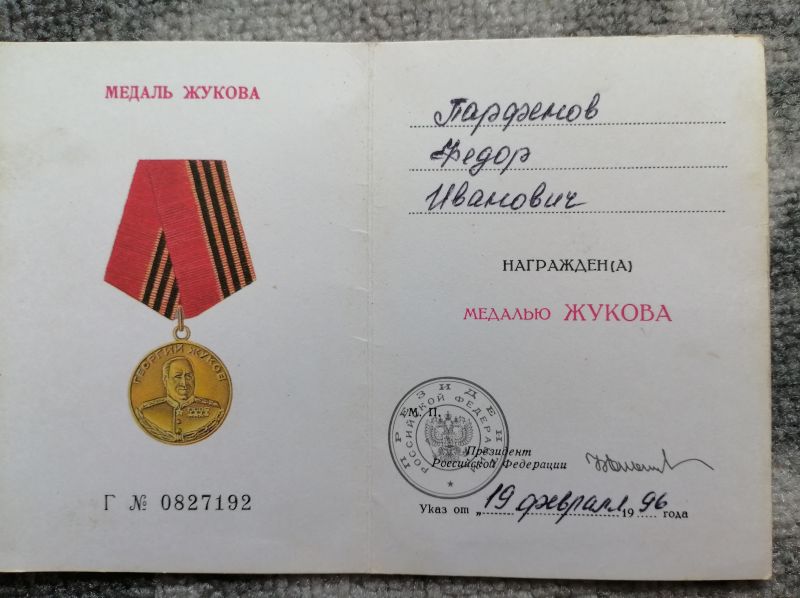 МЕДАЛЬ ЖУКОВА
ГЕОРГИЙ ЖУКОВ
Г № 0827192
Парфенов
Федор
Иванович
НАГРАЖДЕН(А)
МЕДАЛЬЮ ЖУКОВА
ПРЕЗИДЕНТ
РОССИЙСКОЙ ФЕДЕРАЦИИ
М. П.
Президент
Российской Федерации
Указ от „19 февраля 1996 года